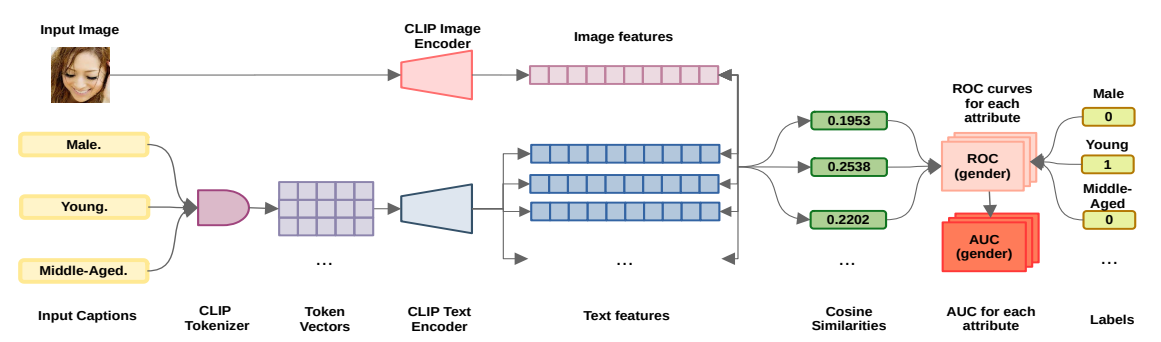 Input Image
CLIP Image
Encoder
Image features
Male.
Young.
Middle-Aged.
...
...
0.1953
0.2538
0.2202
...
ROC curves
for each
attribute
ROC
(gender)
AUC
(gender)
Male
0
Young
1
Middle-
Aged
0
...
Input Captions
CLIP
Tokenizer
Token
Vectors
CLIP Text
Encoder
Text features
Cosine
Similarities
AUC for each
attribute
Labels